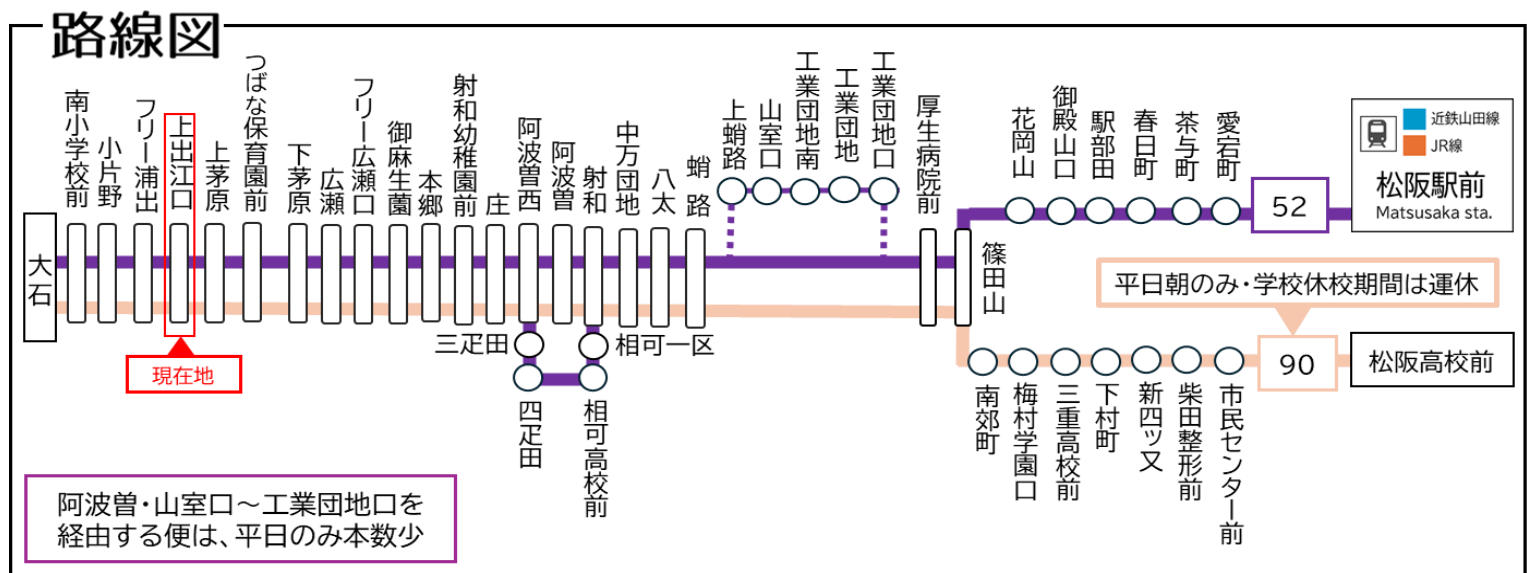 路線図
大石
南小学校前
小片野
フリー浦出
上出江口
上茅原
つばな保育園前
下茅原
広瀬
フリー広瀬口
御麻生薗
本郷
射和幼稚園前
庄
阿波曽西
阿波曽
射和
中万団地
八太
蛸路
上蛸路
山室口
工業団地南
工業団地
工業団地口
厚生病院前
篠田山
花岡山
御殿山口
駅部田
春日町
茶与町
愛宕町
52
近鉄山田線
JR線
松阪駅前
Matsusaka sta.
現在地
三疋田
四疋田
相可高校前
相可一区
平日朝のみ・学校休校期間は運休
南郊町
梅村学園口
三重高校前
下村町
新四ツ又
柴田整形前
市民センター前
90
松阪高校前
阿波曽・山室口～工業団地口を
経由する便は、平日のみ本数少